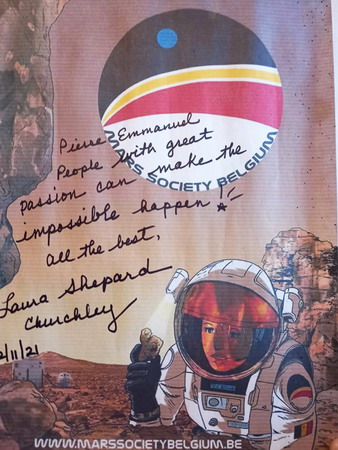 Pierre Emmanuel
People with great
passion can make the
impossible happen!
all the best,
Laura Shepard
Churchley
2/11/21
MARS SOCIETY BELGIUM
WWW.MARSSOCIETYBELGIUM.BE